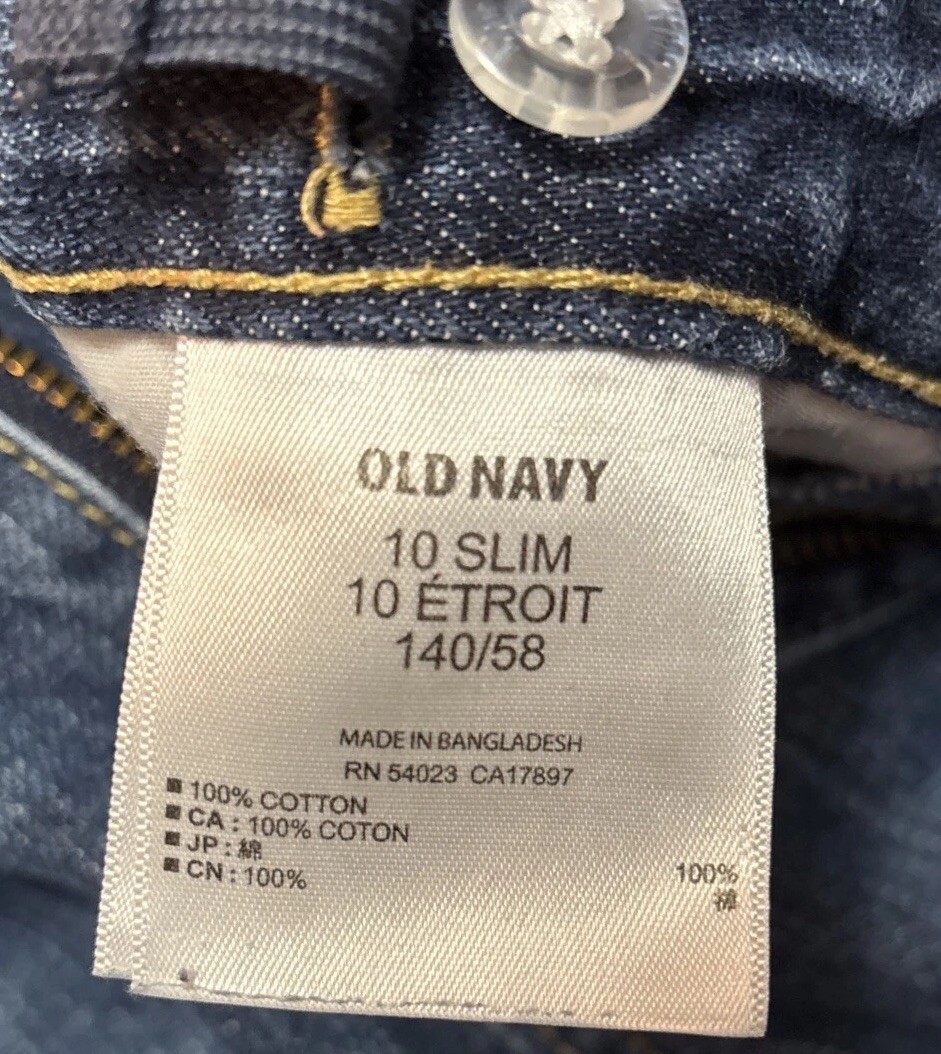 OLD NAVY
10 SLIM
10 ÉTROIT
140/58
MADE IN BANGLADESH
RN 54023 CA17897
100% COTTON
CA : 100% COTON
JP : 綿 100%
CN : 100%